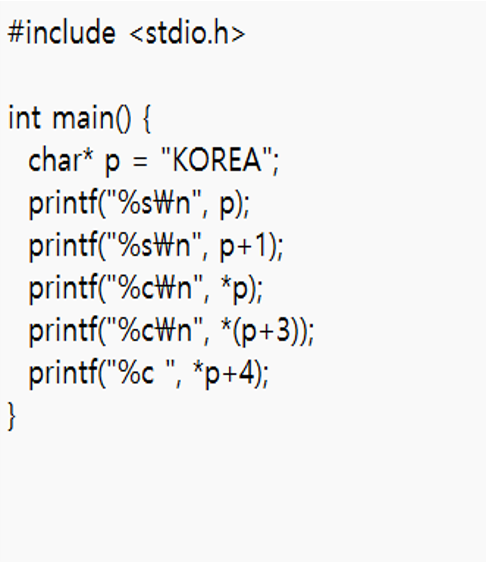 #include <stdio.h>
int main() {
char* p = "KOREA";
printf("%s₩n", p);
printf("%s₩n", p+1);
printf("%c₩n", *p);
printf("%c₩n", *(p+3));
printf("%c ", *p+4);
}